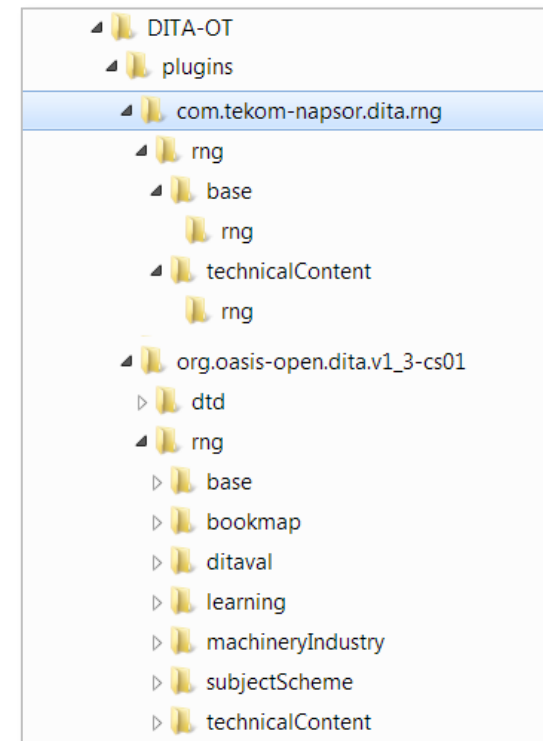 DITA-OT
plugins
com.tekom-napsor.dita.rng
rng
base
rng
technicalContent
rng
org.oasis-open.dita.v1_3-cs01
dtd
rng
base
bookmap
ditaval
learning
machineryIndustry
subjectScheme
technicalContent